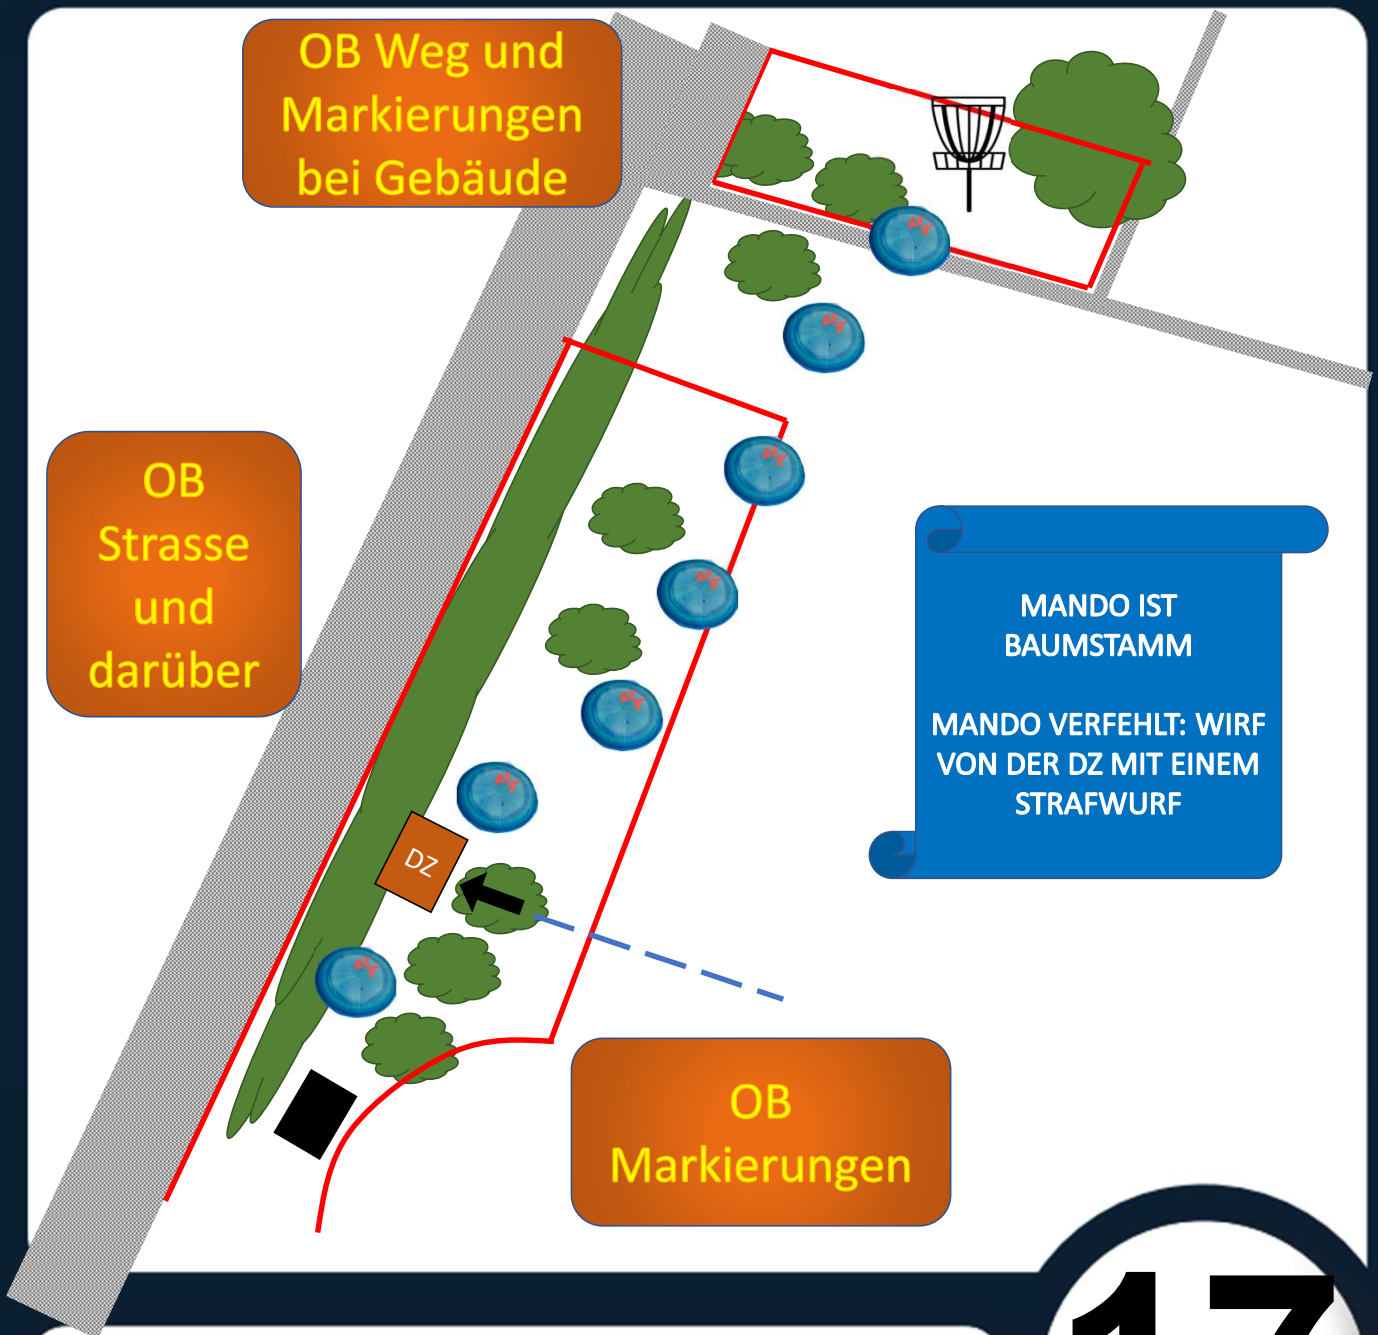 OB Weg und
Markierungen
bei Gebäude
OB
Strasse
und
darüber
MANDO IST
BAUMSTAMM
MANDO VERFEHLT: WIRF
VON DER DZ MIT EINEM
STRAFWURF
DZ
OB
Markierungen
17